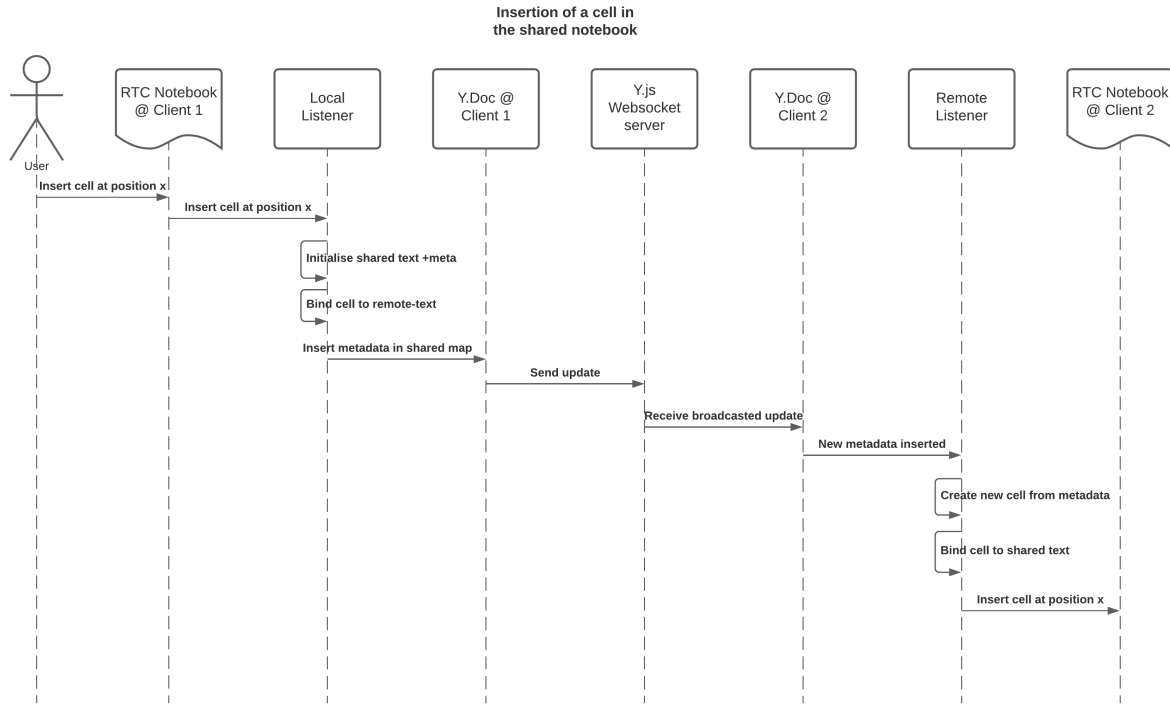 Insertion of a cell in
the shared notebook
RTC Notebook
@ Client 1
Local
Listener
Y.Doc @
Client 1
Y.js
Websocket
server
Y.Doc @
Client 2
Remote
Listener
RTC Notebook
@ Client 2
User
Insert cell at position x
Insert cell at position x
Initialise shared text +meta
Bind cell to remote-text
Insert metadata in shared map
Send update
Receive broadcasted update
New metadata inserted
Create new cell from metadata
Bind cell to shared text
Insert cell at position x